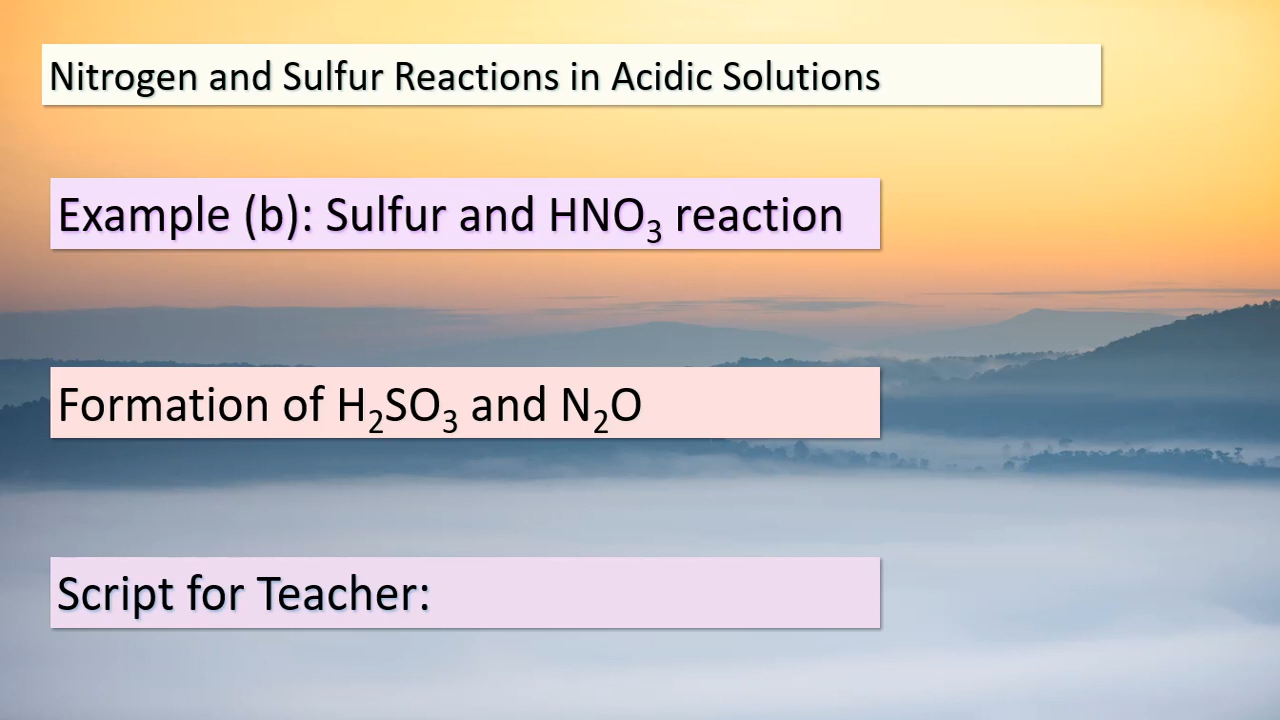 Nitrogen and Sulfur Reactions in Acidic Solutions
Example (b): Sulfur and HNO₃ reaction
Formation of H₂SO₃ and N₂O
Script for Teacher: